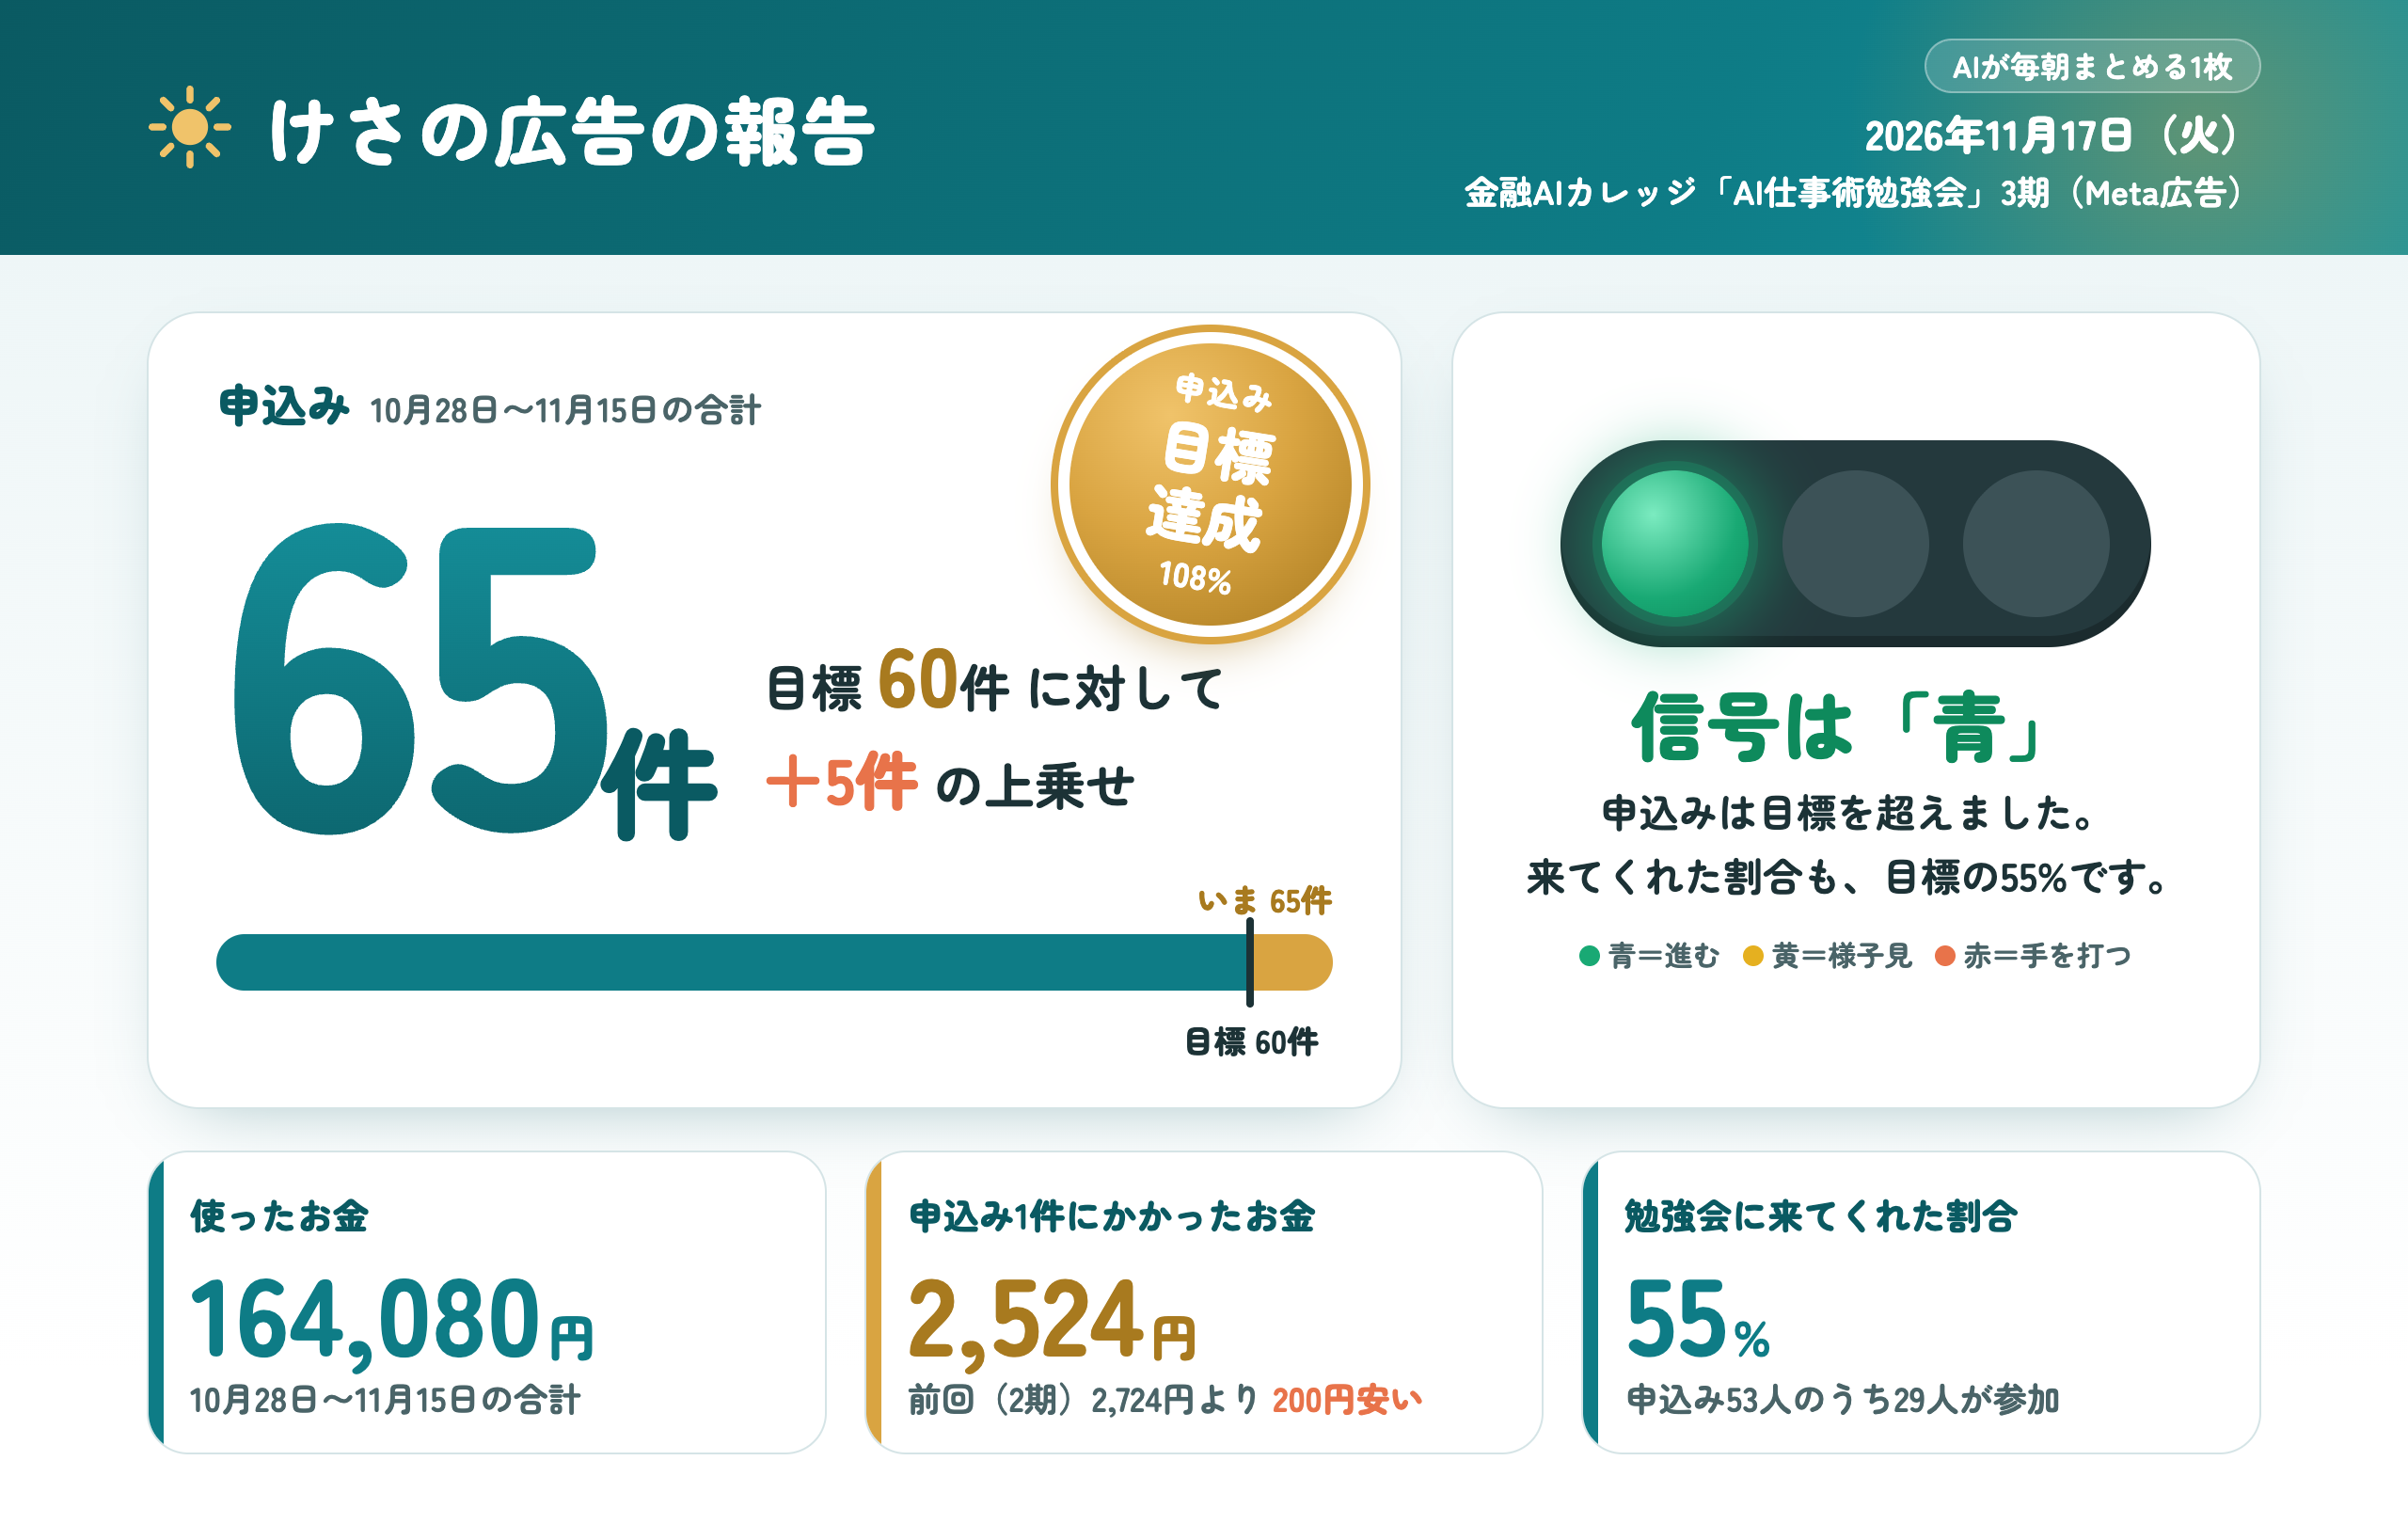 けさの広告の報告
AIが毎朝まとめる1枚
2026年11月17日（火）
金融AIカレッジ「AI仕事術勉強会」3期（Meta広告）
申込み 10月28日〜11月15日の合計
申込み
目標
達成
108%
65件
目標 60件 に対して
＋5件 の上乗せ
いま 65件
目標 60件
信号は「青」
申込みは目標を超えました。
来てくれた割合も、目標の55%です。
青＝進む 黄＝様子見 赤＝手を打つ
使ったお金
164,080円
10月28日〜11月15日の合計
申込み1件にかかったお金
2,524円
前回（2期）2,724円より 200円安い
勉強会に来てくれた割合
55%
申込み53人のうち29人が参加